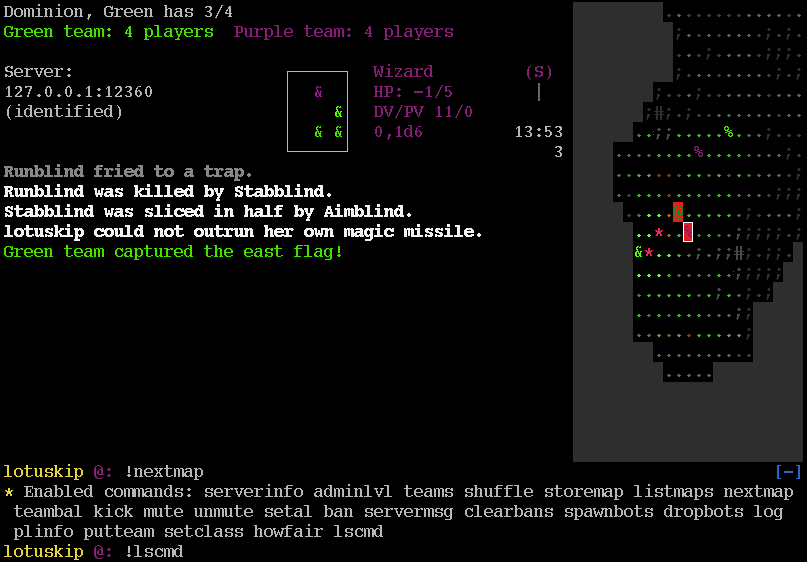 Dominion, Green has 3/4
Green team: 4 players  Purple team: 4 players
Server:
127.0.0.1:12360
(identified)
Wizard (S)
HP: -1/5 |
DV/PV 11/0
0,1d6 13:53
3
Runblind fried to a trap.
Runblind was killed by Stabblind.
Stabblind was sliced in half by Aimblind.
lotuskip could not outrun her own magic missile.
Green team captured the east flag!
lotuskip @: !nextmap [-]
* Enabled commands: serverinfo adminlvl teams shuffle storemap listmaps nextmap
teambal kick mute unmute setal ban servermsg clearbans spawnbots dropbots log
plinfo putteam setclass howfair lscmd
lotuskip @: !lscmd